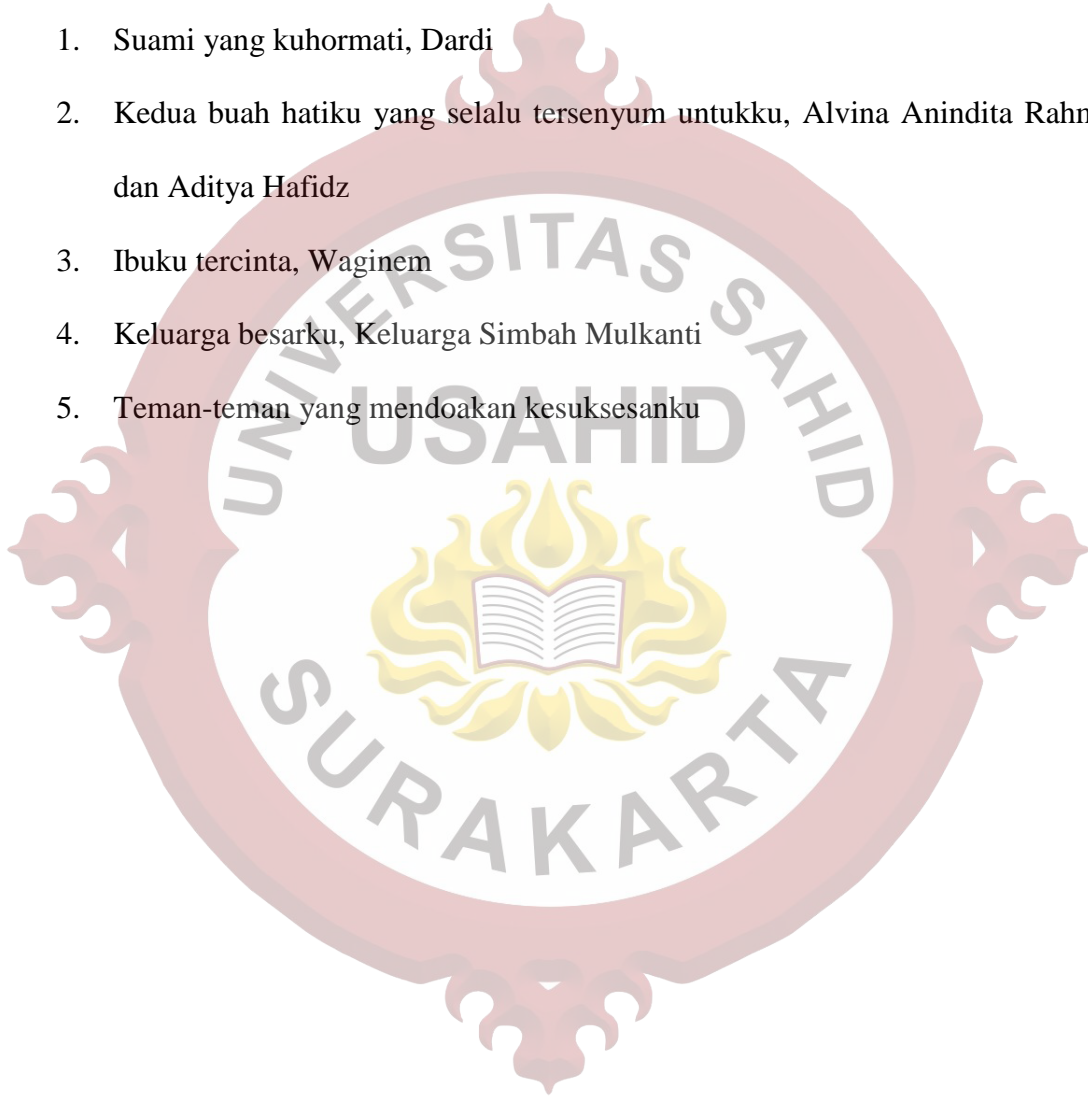 1. Suami yang kuhormati, Dardi
2. Kedua buah hatiku yang selalu tersenyum untukku, Alvina Anindita
dan Aditya Hafidz
3. Ibuku tercinta, Waginem
4. Keluarga besarku, Keluarga Simbah Mulkanti
5. Teman-teman yang mendoakan kesuksesanku
UNIVERSITAS SAHID
USAHID
SURAKARTA